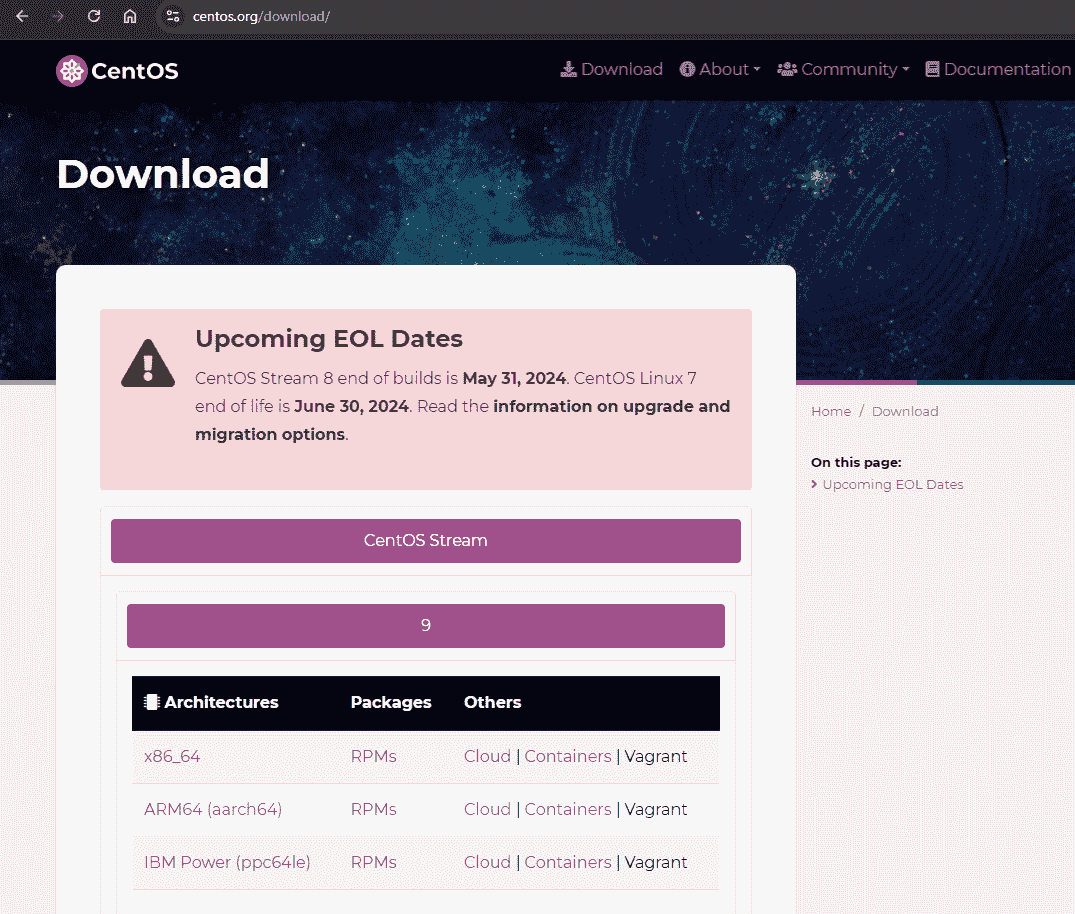 centos.org/download/
CentOS
Download About Community Documentation
Download
Upcoming EOL Dates
CentOS Stream 8 end of builds is May 31, 2024. CentOS Linux 7
end of life is June 30, 2024. Read the information on upgrade and
migration options.
Home / Download
On this page:
Upcoming EOL Dates
CentOS Stream
9
Architectures Packages Others
x86_64 RPMs Cloud | Containers | Vagrant
ARM64 (aarch64) RPMs Cloud | Containers | Vagrant
IBM Power (ppc64le) RPMs Cloud | Containers | Vagrant